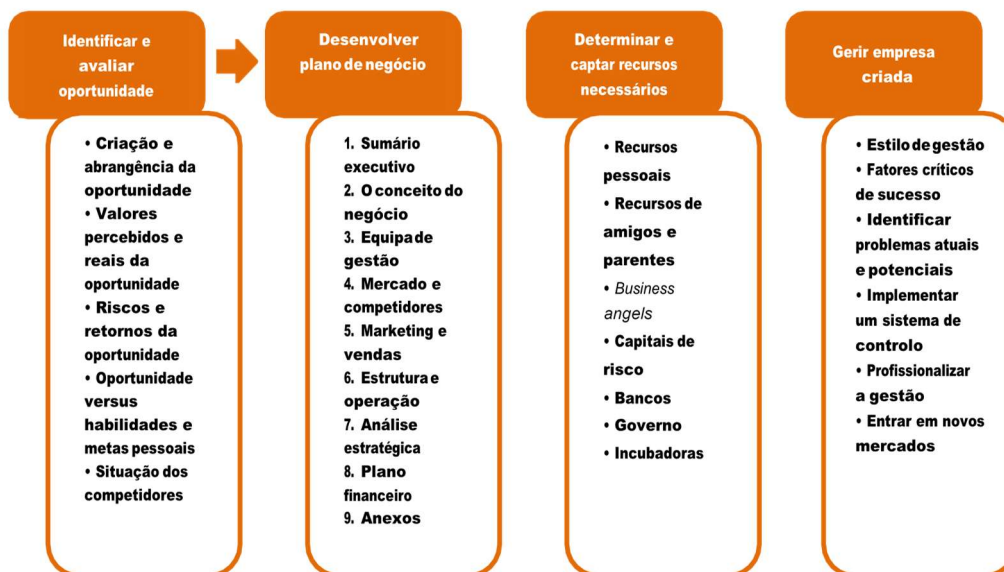 Identificar e
avaliar
oportunidade
• Criação e
abrangência da
oportunidade
• Valores
percebidos e
reais da
oportunidade
• Riscos e
retornos da
oportunidade
• Oportunidade
versus
habilidades e
metas pessoais
• Situação dos
competidores
Desenvolver
plano de negócio
1. Sumário
executivo
2. O conceito do
negócio
3. Equipa de
gestão
4. Mercado e
competidores
5. Marketing e
vendas
6. Estrutura e
operação
7. Análise
estratégica
8. Plano
financeiro
9. Anexos
Determinar e
captar recursos
necessários
• Recursos
pessoais
• Recursos de
amigos e
parentes
• Business
angels
• Capitais de
risco
• Bancos
• Governo
• Incubadoras
Gerir empresa
criada
• Estilo de gestão
• Fatores críticos
de sucesso
• Identificar
problemas atuais
e potenciais
• Implementar
um sistema de
controlo
• Profissionalizar
a gestão
• Entrar em novos
mercados